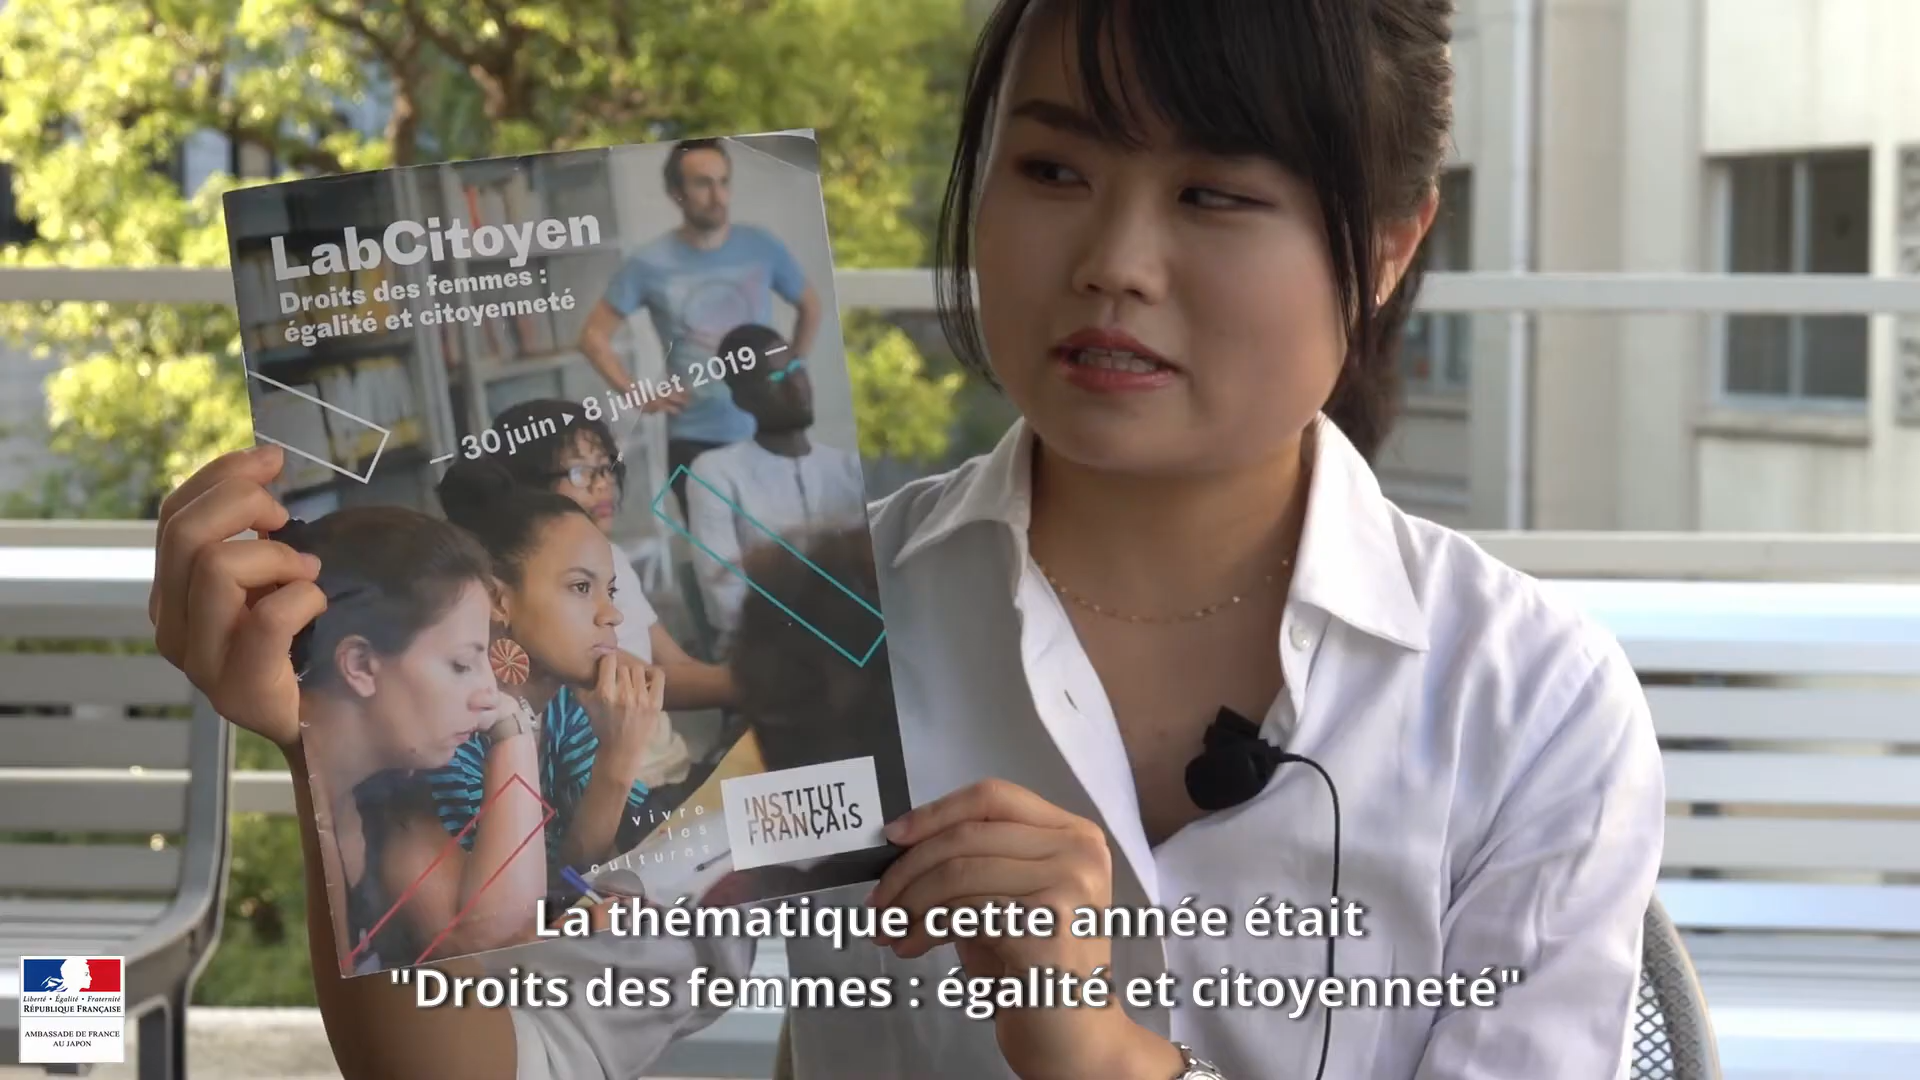 LabCitoyen
Droits des femmes :
égalité et citoyenneté
— 30 juin ▸ 8 juillet 2019 —
vivre
les
cultures
INSTITUT
FRANÇAIS
La thématique cette année était
"Droits des femmes : égalité et citoyenneté"
Liberté • Égalité • Fraternité
RÉPUBLIQUE FRANÇAISE
AMBASSADE DE FRANCE
AU JAPON